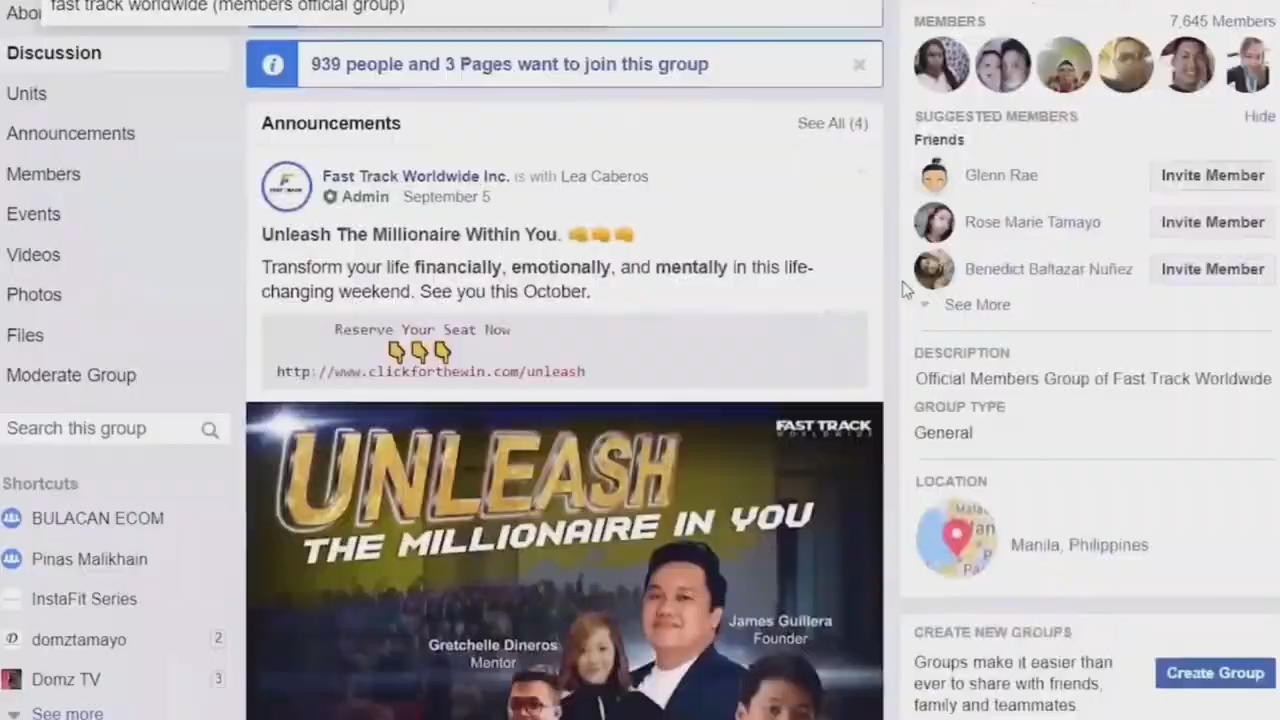 fast track worldwide (members official group)
Discussion
Units
Announcements
Members
Events
Videos
Photos
Files
Moderate Group
Search this group
Shortcuts
BULACAN ECOM
Pinas Malikhain
InstaFit Series
domztamayo 2
Domz TV 3
See more
939 people and 3 Pages want to join this group
Announcements
See All (4)
Fast Track Worldwide Inc. is with Lea Caberos
Admin September 5
Unleash The Millionaire Within You. 👊👊👊
Transform your life financially, emotionally, and mentally in this life-
changing weekend. See you this October.
Reserve Your Seat Now
👇👇👇
http://www.clickforthewin.com/unleash
FAST TRACK
WORLDWIDE
UNLEASH
THE MILLIONAIRE IN YOU
James Guillera
Founder
Gretchelle Dineros
Mentor
MEMBERS
7,645 Members
SUGGESTED MEMBERS
Hide
Friends
Glenn Rae
Invite Member
Rose Marie Tamayo
Invite Member
Benedict Baltazar Nuñez
Invite Member
See More
DESCRIPTION
Official Members Group of Fast Track Worldwide
GROUP TYPE
General
LOCATION
Manila, Philippines
CREATE NEW GROUPS
Groups make it easier than
ever to share with friends,
family and teammates.
Create Group